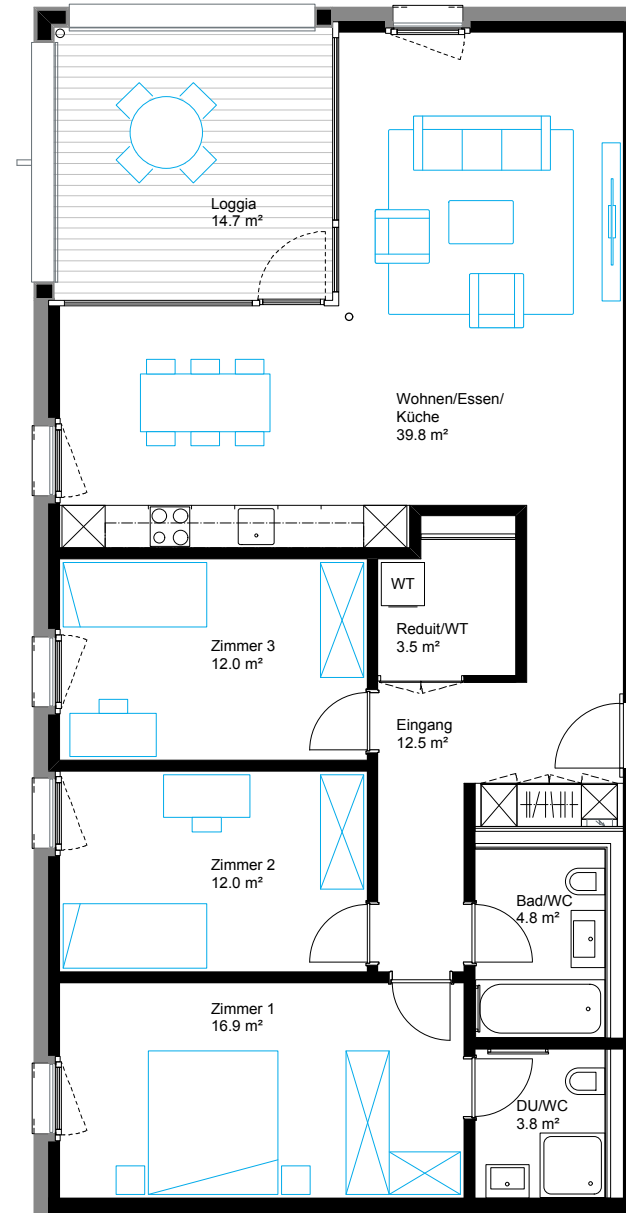 Loggia
14.7 m²
Wohnen/Essen/
Küche
39.8 m²
WT
Reduit/WT
3.5 m²
Zimmer 3
12.0 m²
Eingang
12.5 m²
Zimmer 2
12.0 m²
Bad/WC
4.8 m²
Zimmer 1
16.9 m²
DU/WC
3.8 m²